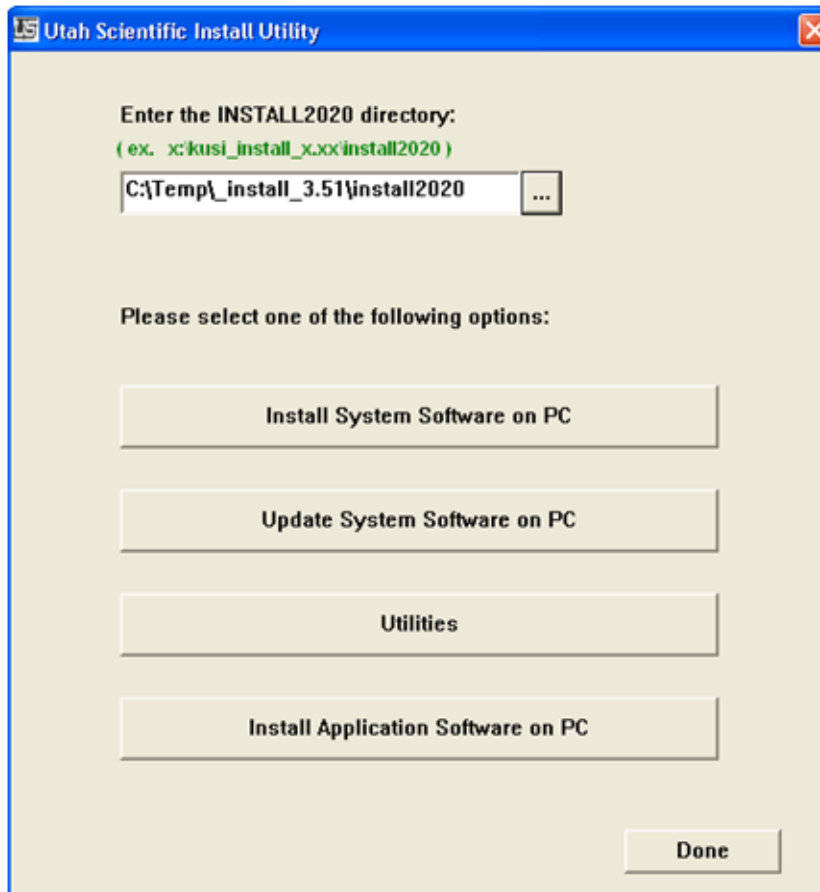 US Utah Scientific Install Utility
Enter the INSTALL2020 directory:
( ex. x:\kusi_install_x.xx\install2020 )
C:\Temp\_install_3.51\install2020 ...
Please select one of the following options:
Install System Software on PC
Update System Software on PC
Utilities
Install Application Software on PC
Done